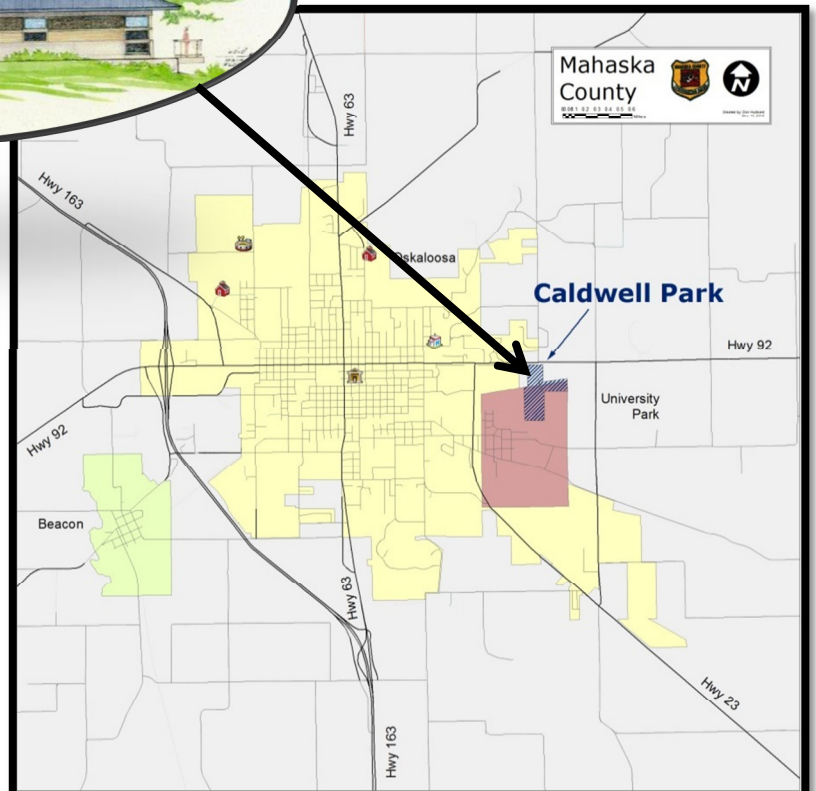 Mahaska
County
Hwy 63
Hwy 163
Oskaloosa
Caldwell Park
Hwy 92
University
Park
Hwy 92
Beacon
Hwy 63
Hwy 23
Hwy 163